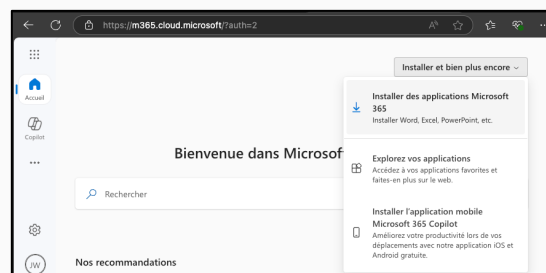 https://m365.cloud.microsoft/?auth=2
Installer et bien plus encore
Accueil
Installer des applications Microsoft
365
Installer Word, Excel, PowerPoint, etc.
Copilot
Bienvenue dans Microsof
Explorez vos applications
Accédez à vos applications favorites et
faites-en plus sur le web.
Rechercher
Installer l'application mobile
Microsoft 365 Copilot
Améliorez votre productivité lors de vos
déplacements avec notre application iOS et
Android gratuite.
JW
Nos recommandations